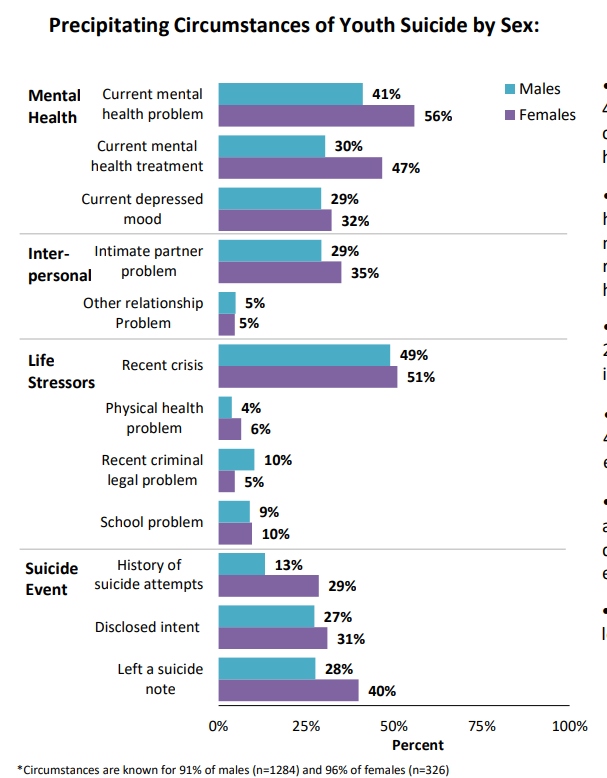 Precipitating Circumstances of Youth Suicide by Sex:
Males
Females
Mental
Health
Current mental
health problem
41%
56%
Current mental
health treatment
30%
47%
Current depressed
mood
29%
32%
Inter-
personal
Intimate partner
problem
29%
35%
Other relationship
Problem
5%
5%
Life
Stressors
Recent crisis
49%
51%
Physical health
problem
4%
6%
Recent criminal
legal problem
10%
5%
School problem
9%
10%
Suicide
Event
History of
suicide attempts
13%
29%
Disclosed intent
27%
31%
Left a suicide
note
28%
40%
0% 25% 50% 75% 100%
Percent
*Circumstances are known for 91% of males (n=1284) and 96% of females (n=326)